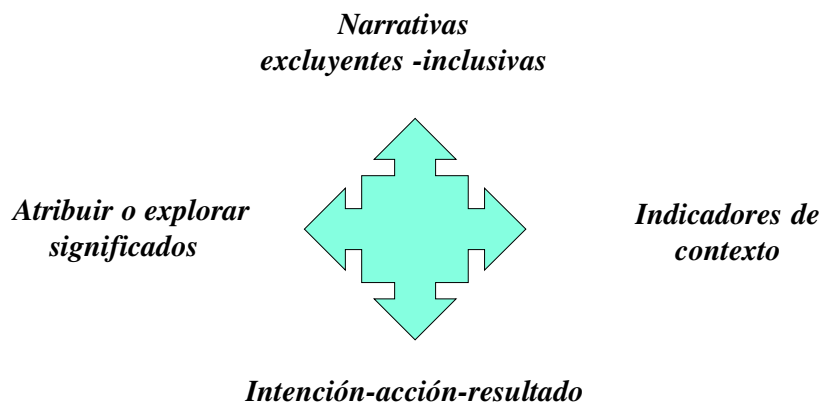 Narrativas
excluyentes -inclusivas
Atribuir o explorar
significados
Indicadores de
contexto
Intención-acción-resultado